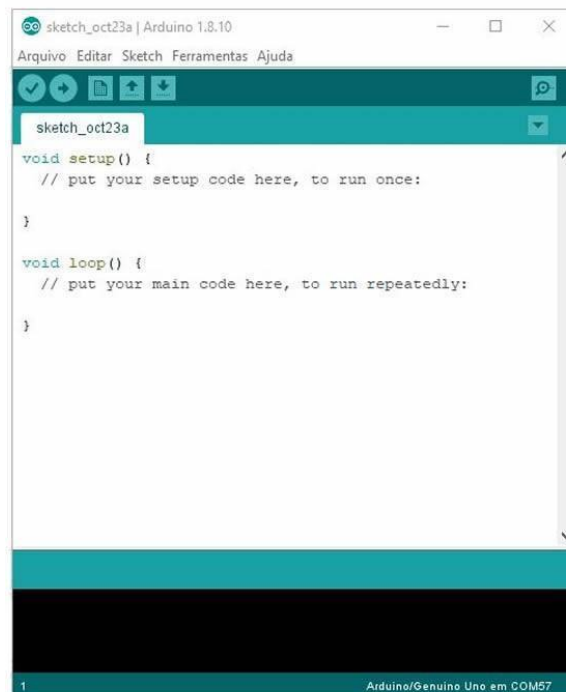 sketch_oct23a | Arduino 1.8.10
Arquivo Editar Sketch Ferramentas Ajuda
sketch_oct23a
void setup() {
  // put your setup code here, to run once:
}
void loop() {
  // put your main code here, to run repeatedly:
}
1 Arduino/Genuino Uno em COM57